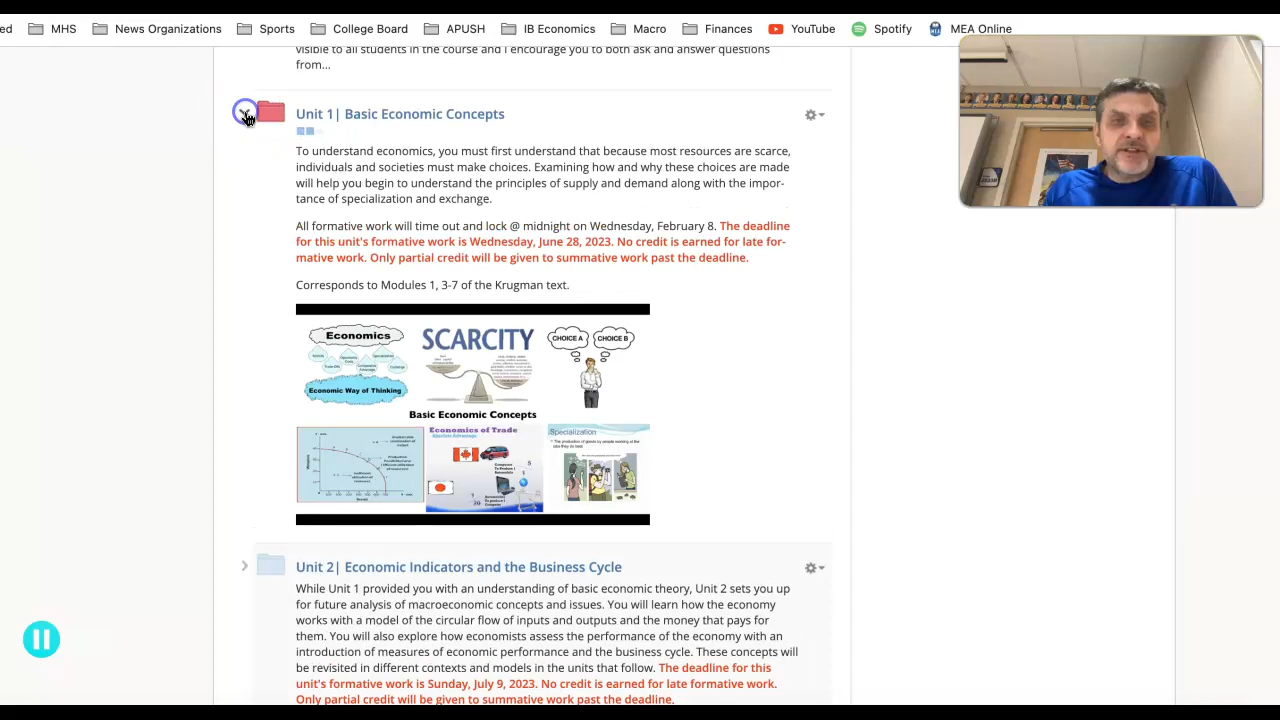 ed MHS News Organizations Sports College Board APUSH IB Economics Macro Finances YouTube Spotify MEA Online
visible to all students in the course and I encourage you to both ask and answer questions
from...
Unit 1| Basic Economic Concepts
To understand economics, you must first understand that because most resources are scarce,
individuals and societies must make choices. Examining how and why these choices are made
will help you begin to understand the principles of supply and demand along with the impor-
tance of specialization and exchange.
All formative work will time out and lock @ midnight on Wednesday, February 8. The deadline
for this unit's formative work is Wednesday, June 28, 2023. No credit is earned for late for-
mative work. Only partial credit will be given to summative work past the deadline.
Corresponds to Modules 1, 3-7 of the Krugman text.
Economics
Economic Way of Thinking
SCARCITY
CHOICE A
CHOICE B
Basic Economic Concepts
Economics of Trade
Absolute Advantage
Specialization
Unit 2| Economic Indicators and the Business Cycle
While Unit 1 provided you with an understanding of basic economic theory, Unit 2 sets you up
for future analysis of macroeconomic concepts and issues. You will learn how the economy
works with a model of the circular flow of inputs and outputs and the money that pays for
them. You will also explore how economists assess the performance of the economy with an
introduction of measures of economic performance and the business cycle. These concepts will
be revisited in different contexts and models in the units that follow. The deadline for this
unit's formative work is Sunday, July 9, 2023. No credit is earned for late formative work.
Only partial credit will be given to summative work past the deadline.